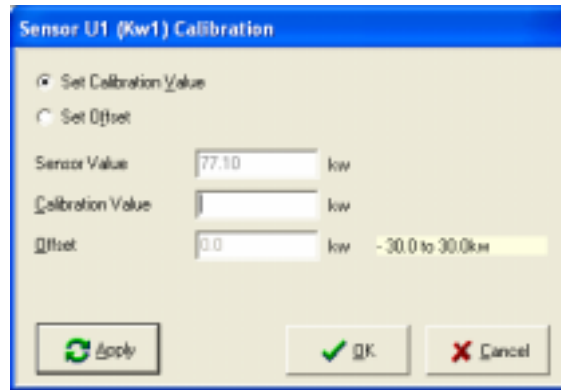 Sensor U1 (Kw1) Calibration
Set Calibration Value
Set Offset
Sensor Value 77.10 kw
Calibration Value kw
Offset 0.0 kw - 30.0 to 30.0kw
Apply OK Cancel